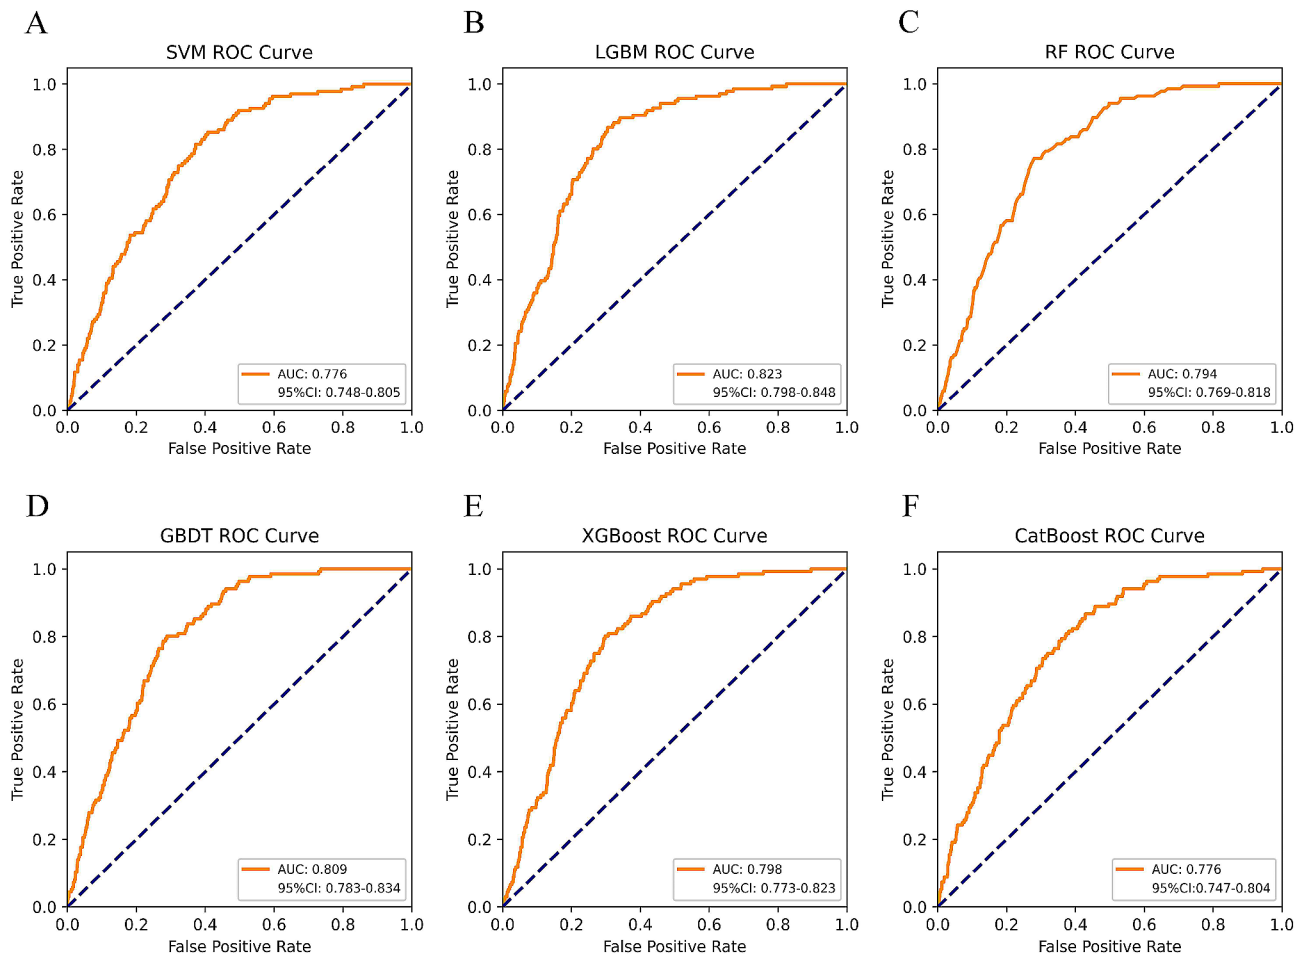 A
SVM ROC Curve
True Positive Rate
1.0
0.8
0.6
0.4
0.2
0.0
0.0 0.2 0.4 0.6 0.8 1.0
False Positive Rate
AUC: 0.776
95%CI: 0.748-0.805
B
LGBM ROC Curve
True Positive Rate
1.0
0.8
0.6
0.4
0.2
0.0
0.0 0.2 0.4 0.6 0.8 1.0
False Positive Rate
AUC: 0.823
95%CI: 0.798-0.848
C
RF ROC Curve
True Positive Rate
1.0
0.8
0.6
0.4
0.2
0.0
0.0 0.2 0.4 0.6 0.8 1.0
False Positive Rate
AUC: 0.794
95%CI: 0.769-0.818
D
GBDT ROC Curve
True Positive Rate
1.0
0.8
0.6
0.4
0.2
0.0
0.0 0.2 0.4 0.6 0.8 1.0
False Positive Rate
AUC: 0.809
95%CI: 0.783-0.834
E
XGBoost ROC Curve
True Positive Rate
1.0
0.8
0.6
0.4
0.2
0.0
0.0 0.2 0.4 0.6 0.8 1.0
False Positive Rate
AUC: 0.798
95%CI: 0.773-0.823
F
CatBoost ROC Curve
True Positive Rate
1.0
0.8
0.6
0.4
0.2
0.0
0.0 0.2 0.4 0.6 0.8 1.0
False Positive Rate
AUC: 0.776
95%CI:0.747-0.804